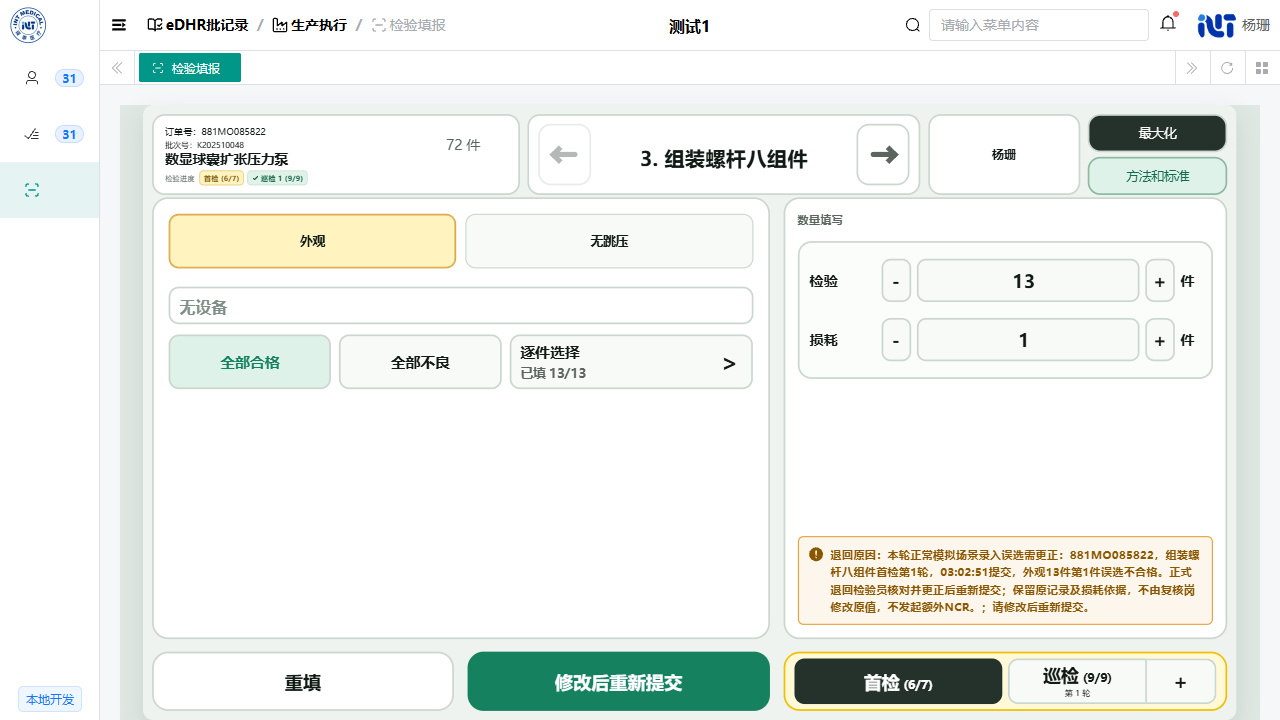 eDHR批记录 / 生产执行 / 检验填报
测试1
请输入菜单内容
杨珊
31
31
检验填报
订单号：881MO085822
批次号：K202510048
数显球囊扩张压力泵
72 件
检验进度 首检 (6/7) ✓ 巡检 1 (9/9)
3. 组装螺杆八组件
杨珊
最大化
方法和标准
外观
无跳压
无设备
全部合格
全部不良
逐件选择
已填 13/13
>
数量填写
检验 - 13 + 件
损耗 - 1 + 件
退回原因：本轮正常模拟场景录入误选需更正：881MO085822，组装螺
杆八组件首检第1轮，03:02:51提交，外观13件第1件误选不合格。正式
退回检验员核对并更正后重新提交；保留原记录及损耗依据，不由复核岗
修改原值，不发起额外NCR。；请修改后重新提交。
重填
修改后重新提交
首检 (6/7)
巡检 (9/9)
第 1 轮
+
本地开发